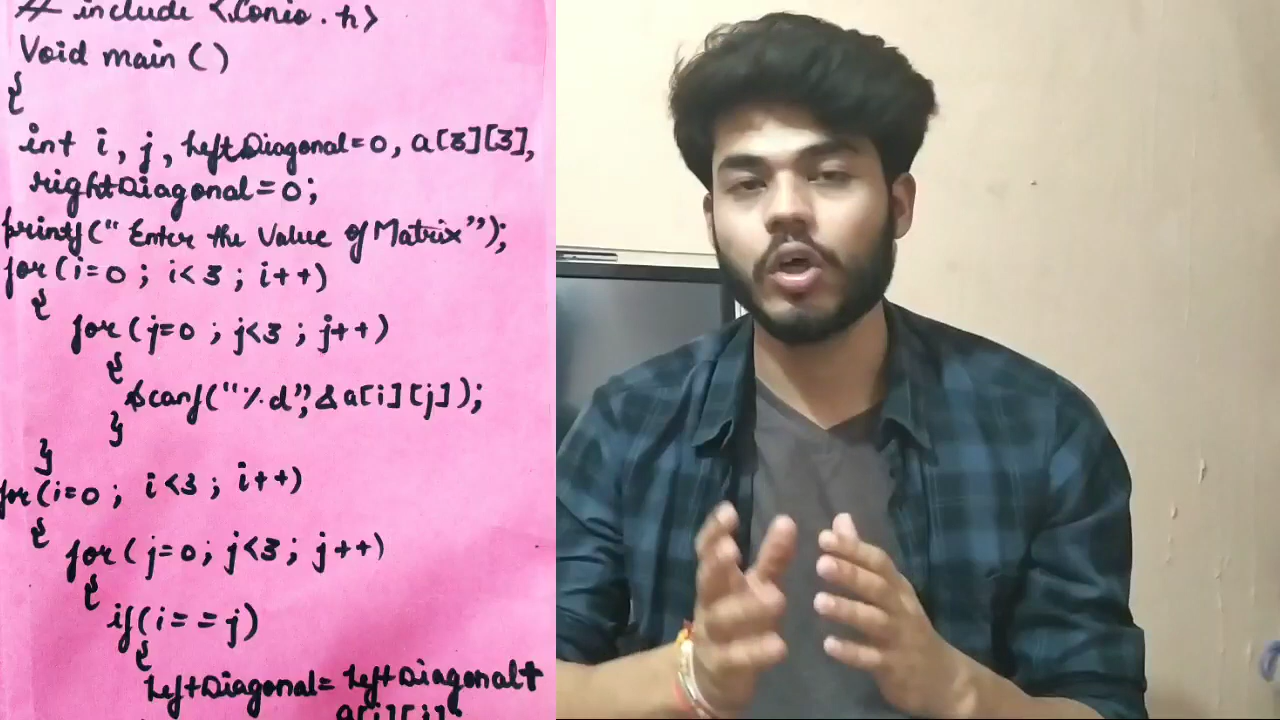 # include <Conio.h>
Void main ( )
{
int i, j, leftDiagonal=0, a[3][3],
rightDiagonal=0;
printf("Enter the Value of Matrix");
for(i=0 ; i<3 ; i++)
{
for(j=0 ; j<3 ; j++)
{
scanf("%d",&a[i][j]);
}
}
for(i=0 ; i<3 ; i++)
{
for(j=0; j<3; j++)
{
if(i==j)
{
leftDiagonal= leftDiagonal+
a[i][j]